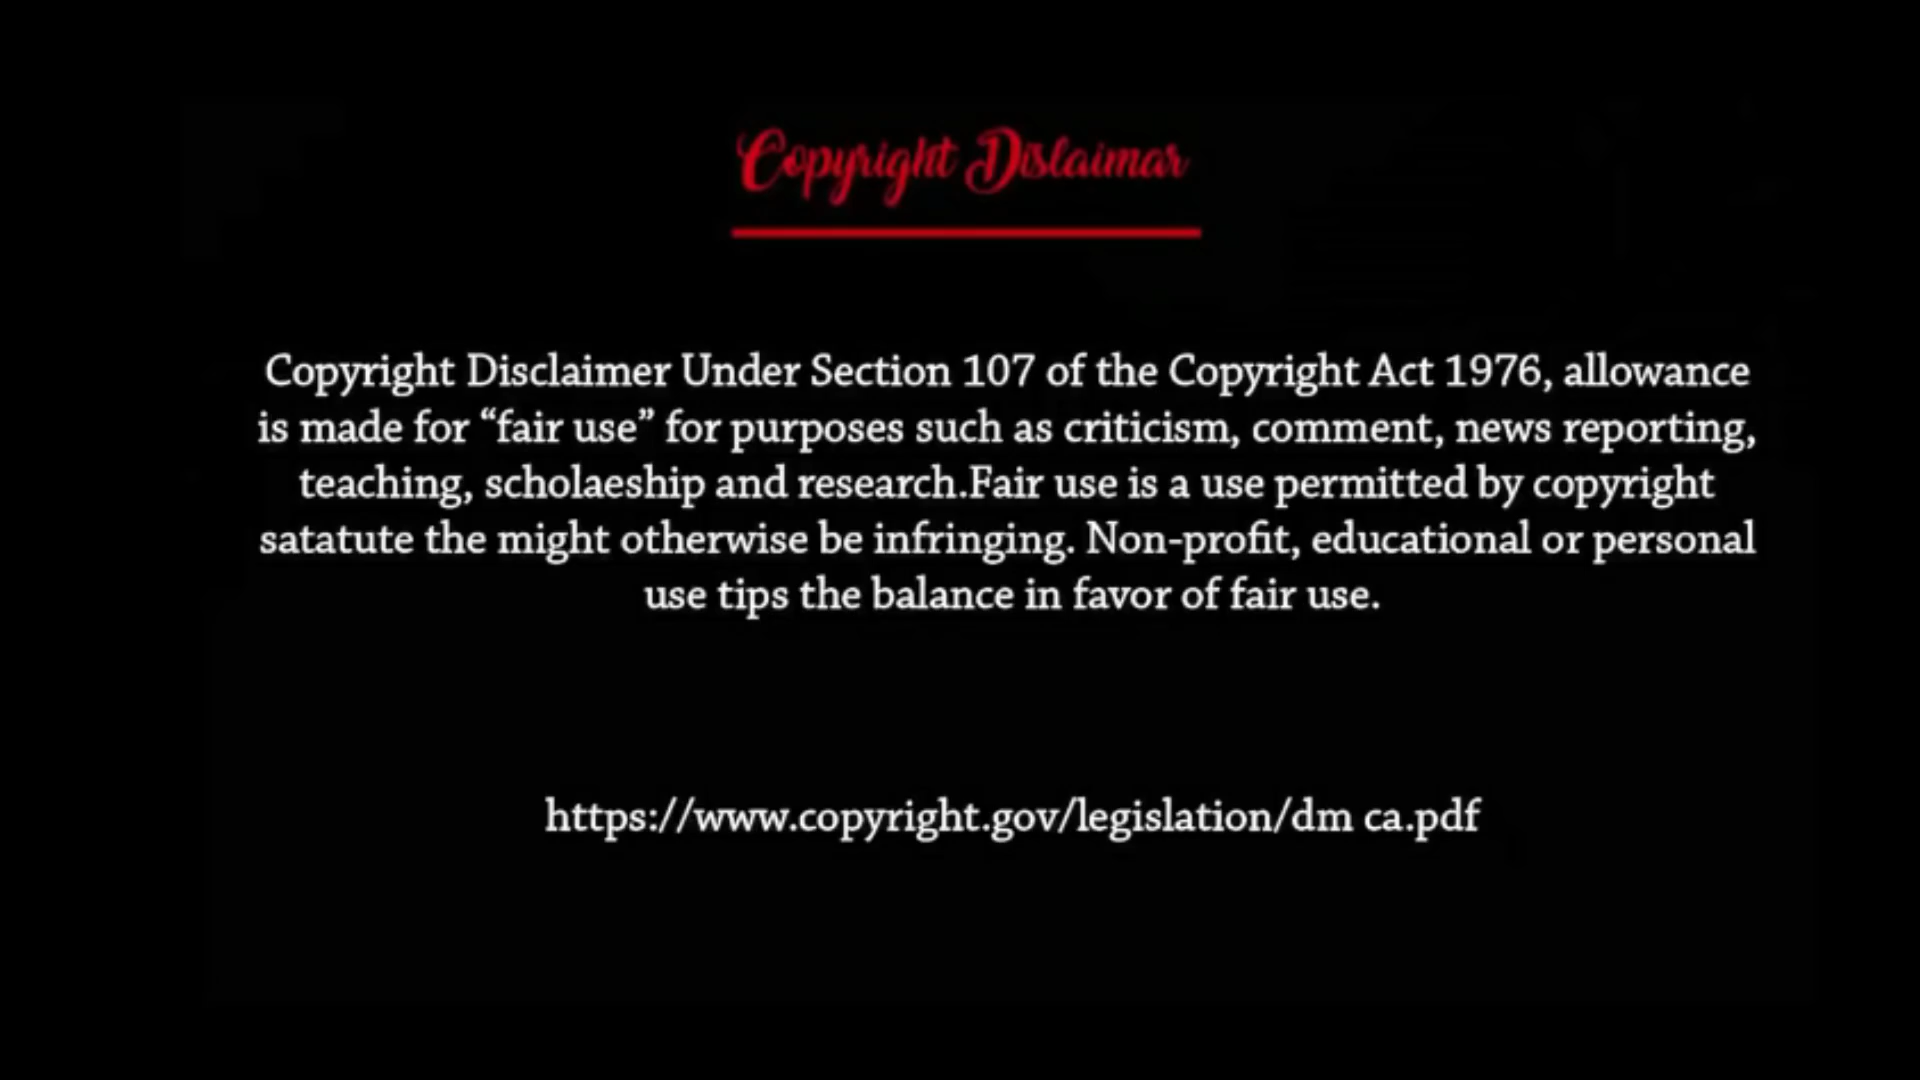 Copyright Dislaimar
Copyright Disclaimer Under Section 107 of the Copyright Act 1976, allowance
is made for “fair use” for purposes such as criticism, comment, news reporting,
teaching, scholaeship and research.Fair use is a use permitted by copyright
satatute the might otherwise be infringing. Non-profit, educational or personal
use tips the balance in favor of fair use.
https://www.copyright.gov/legislation/dm ca.pdf